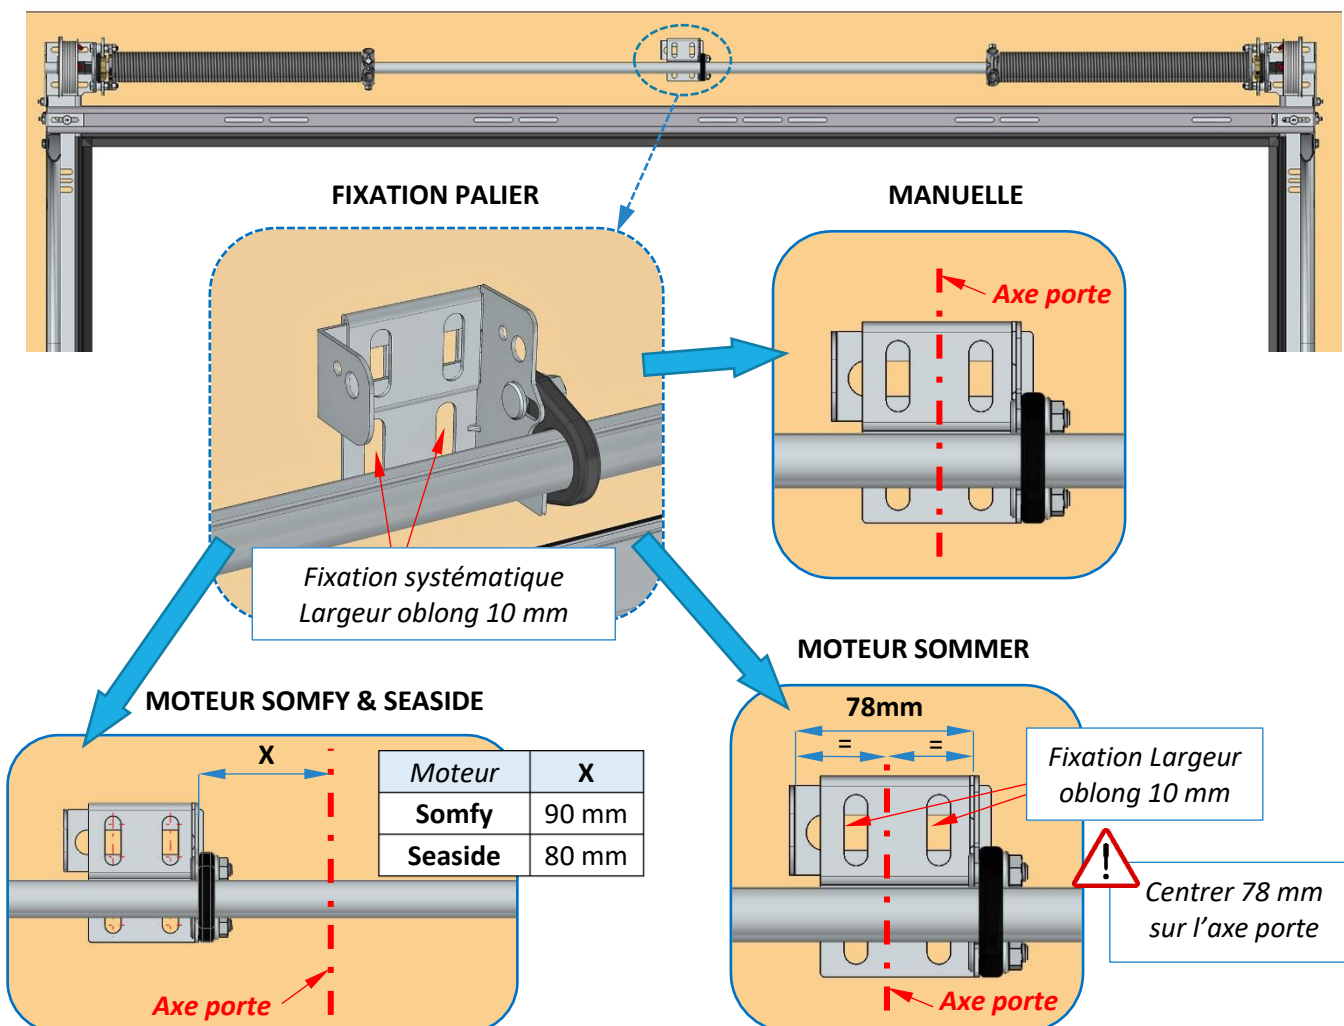 FIXATION PALIER
MANUELLE
Axe porte
Fixation systématique
Largeur oblong 10 mm
MOTEUR SOMFY & SEASIDE
X
Moteur X
Somfy 90 mm
Seaside 80 mm
Axe porte
MOTEUR SOMMER
78mm
= =
Fixation Largeur
oblong 10 mm
!
Centrer 78 mm
sur l’axe porte
Axe porte